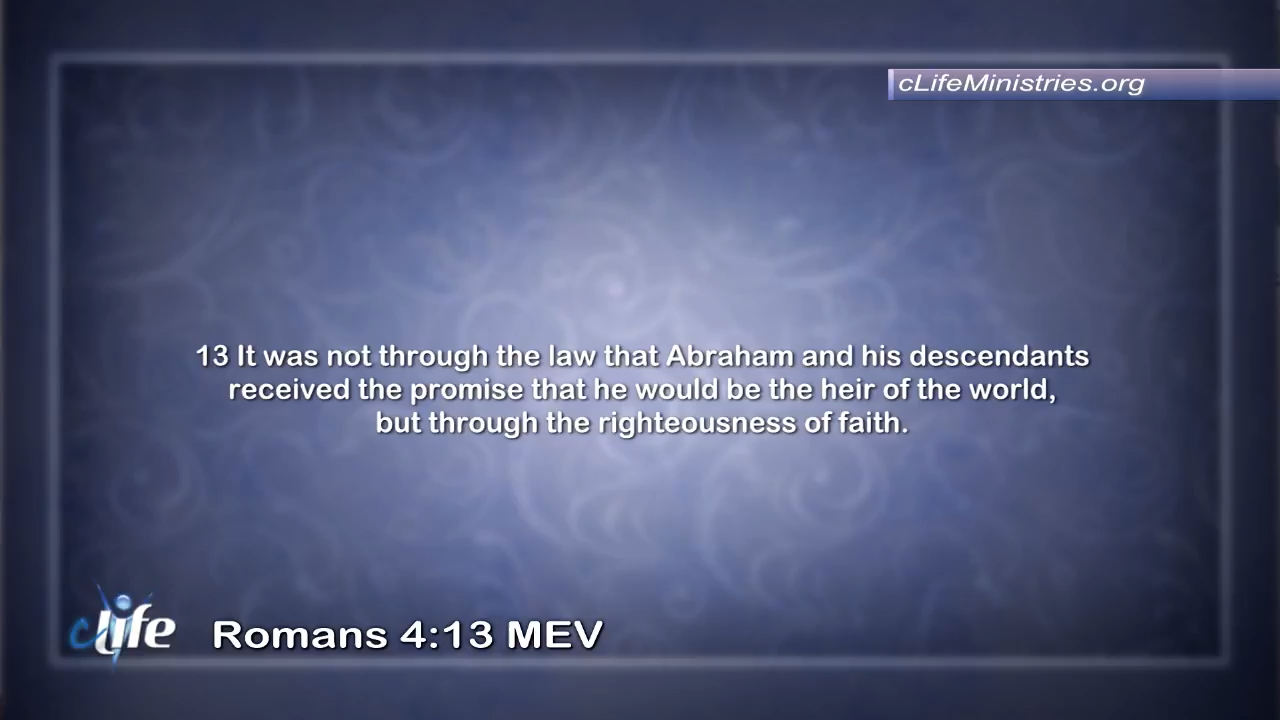 cLifeMinistries.org
13 It was not through the law that Abraham and his descendants
received the promise that he would be the heir of the world,
but through the righteousness of faith.
cLife
Romans 4:13 MEV